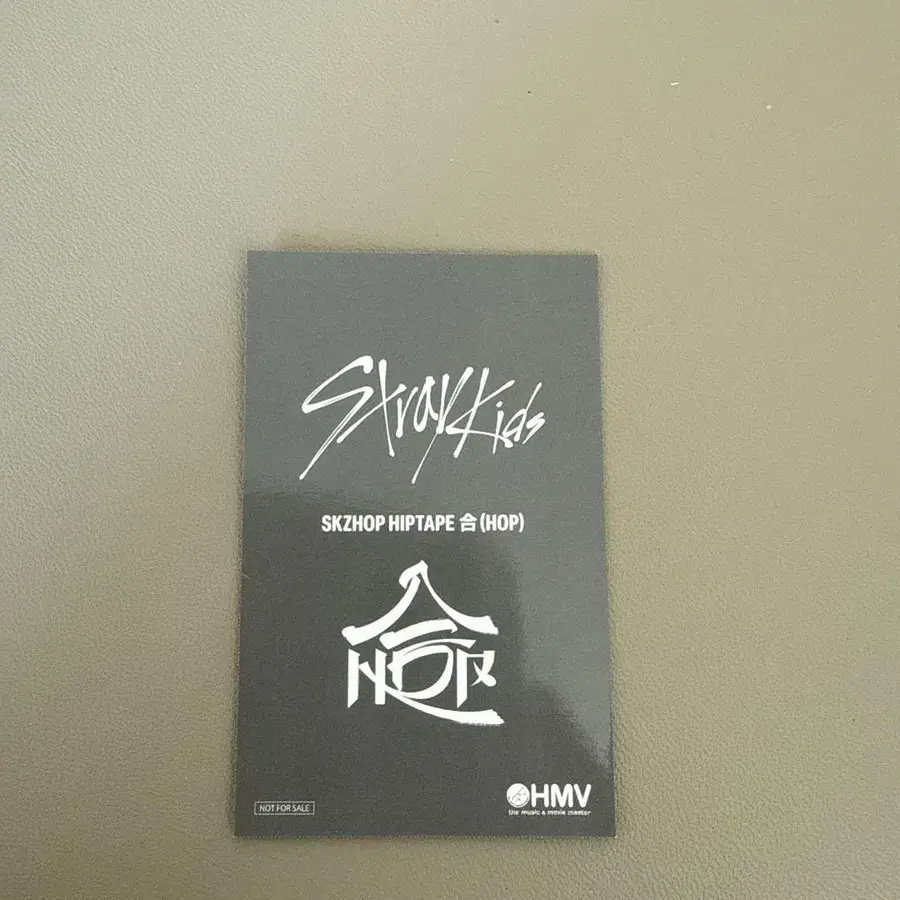 Stray Kids
SKZHOP HIPTAPE 合 (HOP)
合 HOP
NOT FOR SALE
HMV
the music & movie master